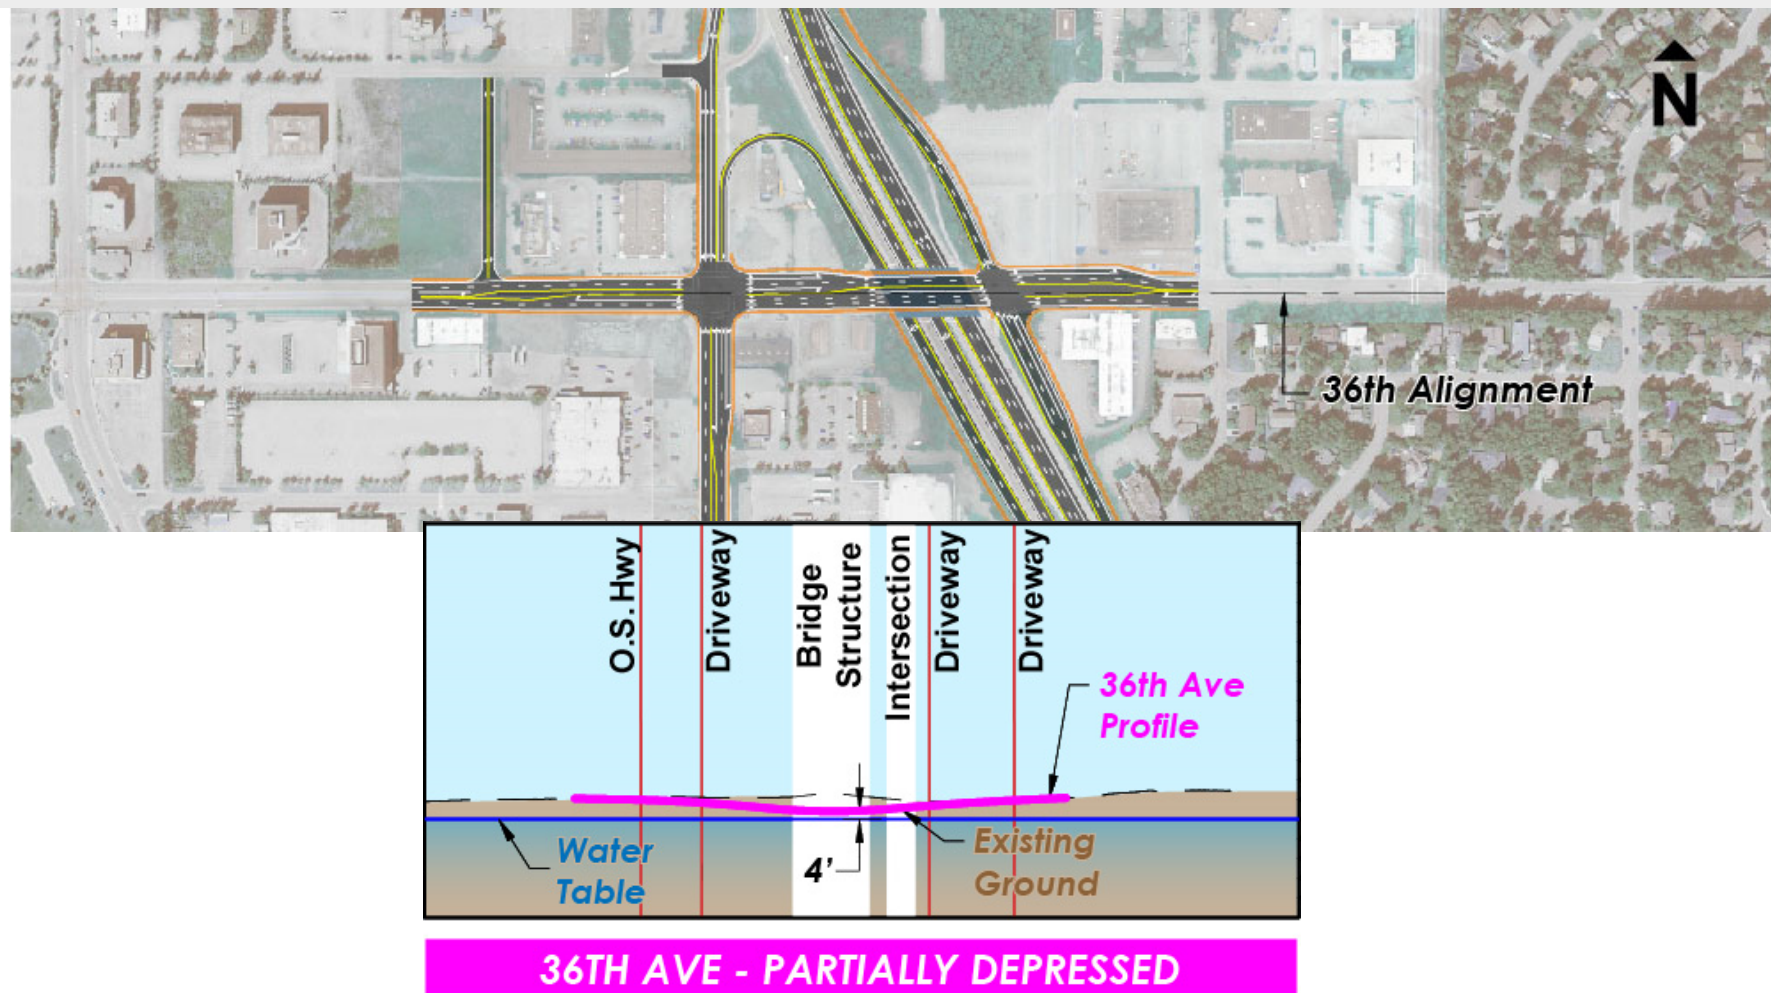 N
36th Alignment
O.S. Hwy
Driveway
Bridge
Structure
Intersection
Driveway
Driveway
36th Ave
Profile
Water
Table
4'
Existing
Ground
36TH AVE - PARTIALLY DEPRESSED